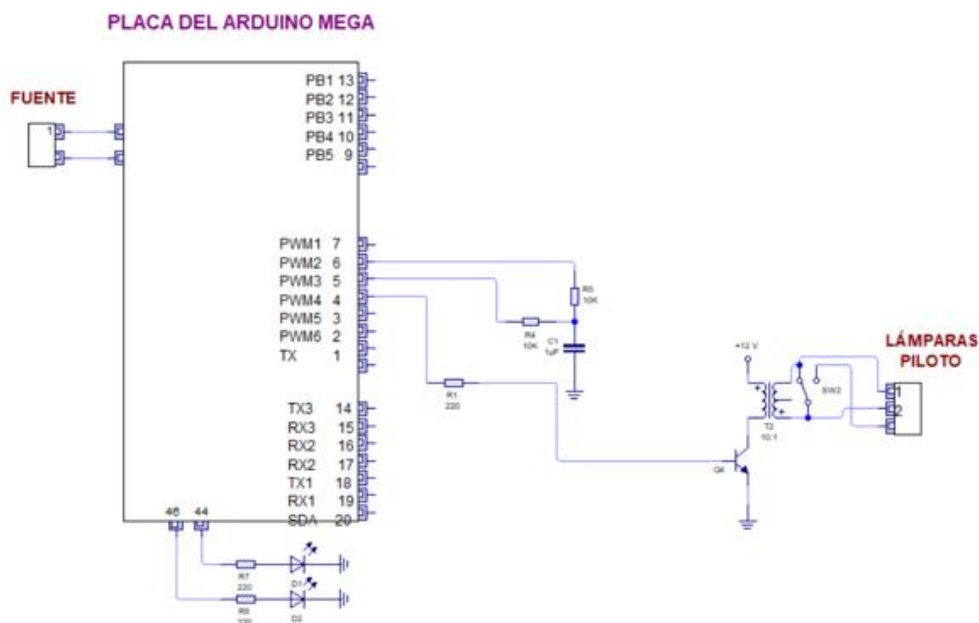 PLACA DEL ARDUINO MEGA
FUENTE
1
PB1 13
PB2 12
PB3 11
PB4 10
PB5 9
PWM1 7
PWM2 6
PWM3 5
PWM4 4
PWM5 3
PWM6 2
TX 1
R5
10K
R4
10K
C1
1uF
+12 V
LÁMPARAS
PILOTO
SW2
1
2
R1
220
T2
10:1
Q4
TX3 14
RX3 15
RX2 16
RX2 17
TX1 18
RX1 19
SDA 20
46 44
R7
220
D1
R8
220
D2